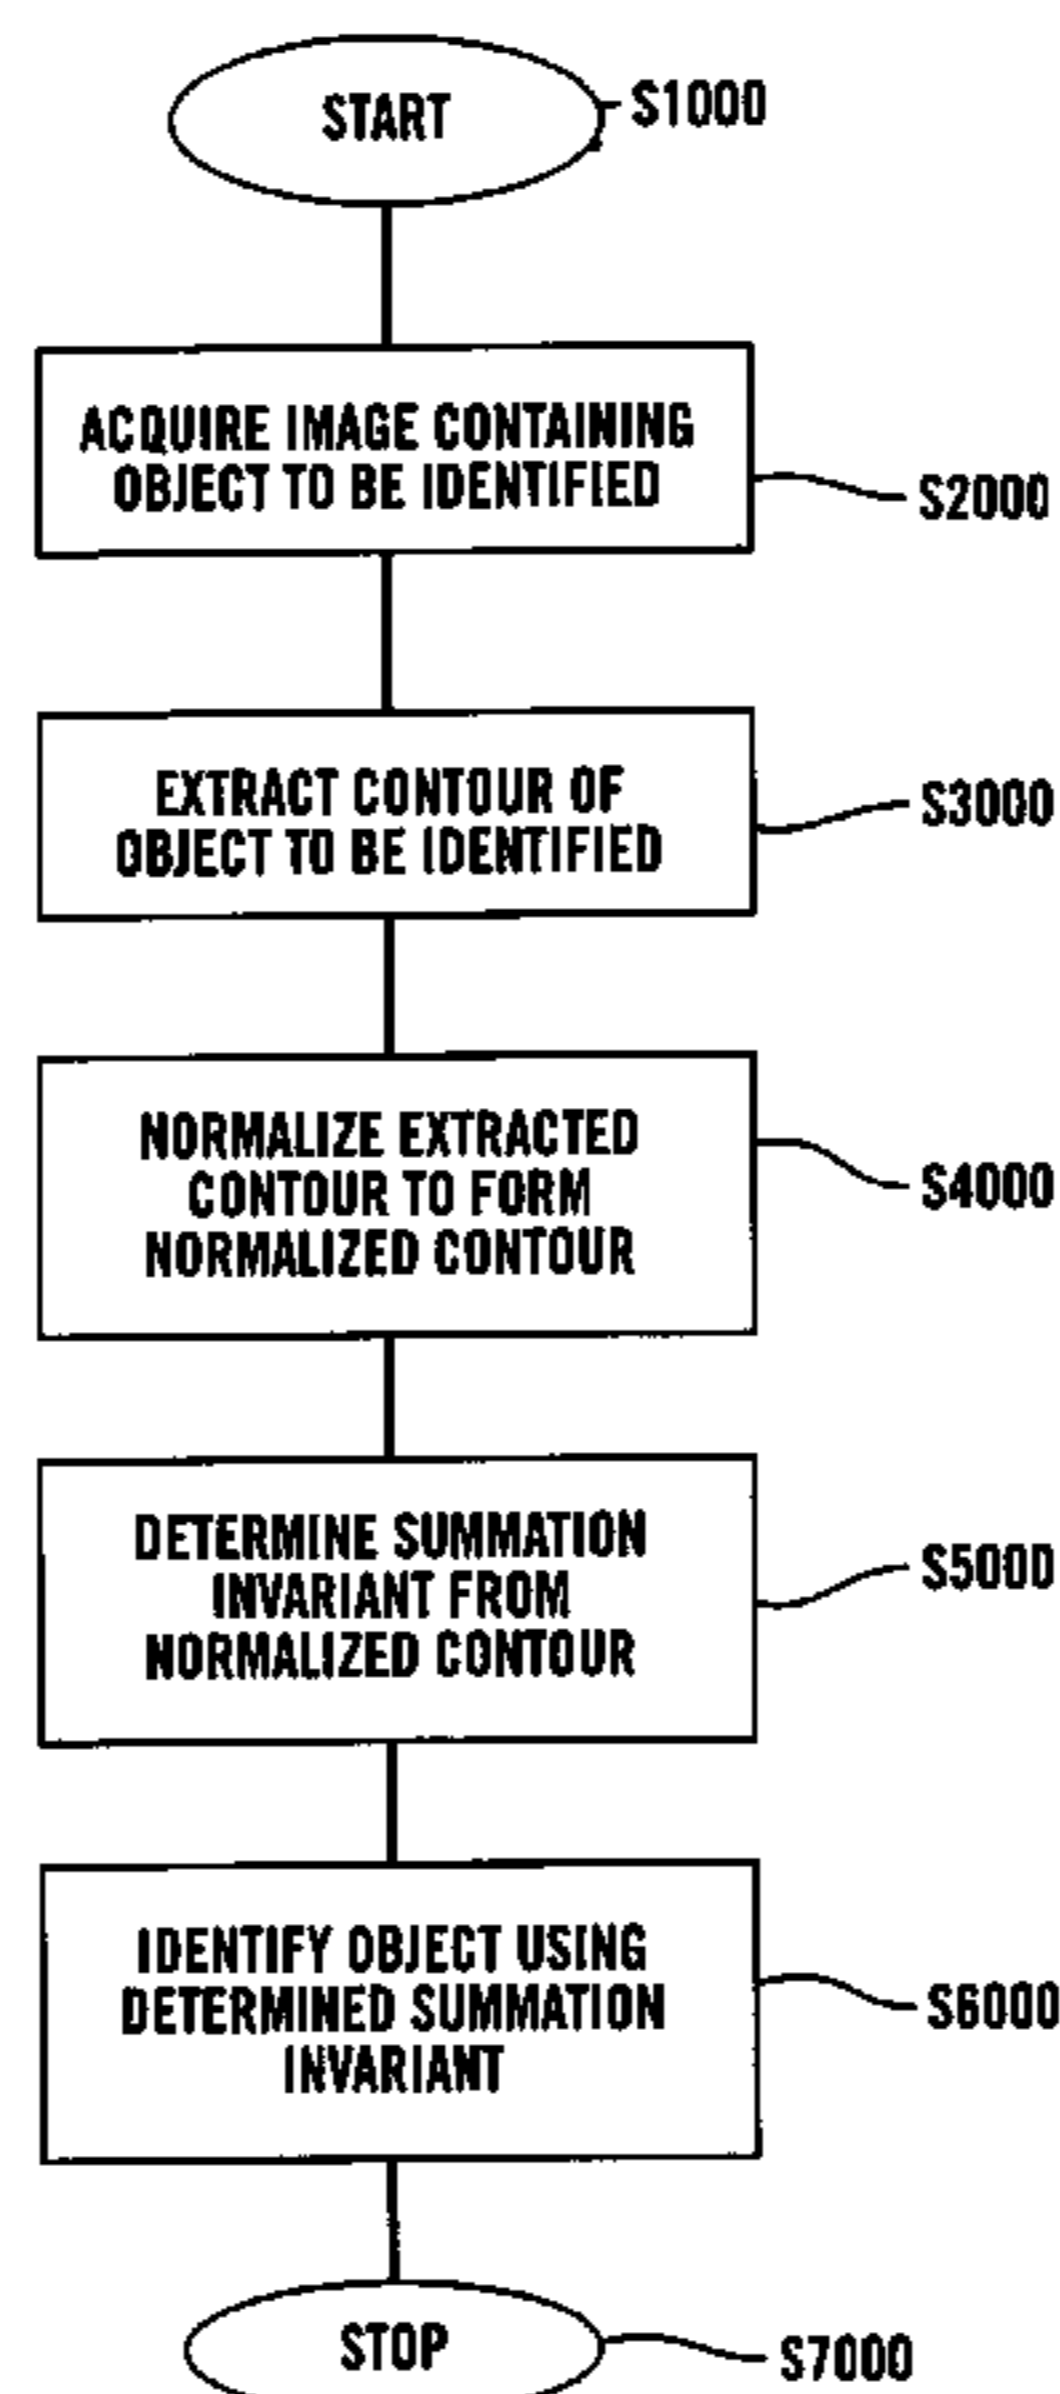 START
S1000
ACQUIRE IMAGE CONTAINING
OBJECT TO BE IDENTIFIED
S2000
EXTRACT CONTOUR OF
OBJECT TO BE IDENTIFIED
S3000
NORMALIZE EXTRACTED
CONTOUR TO FORM
NORMALIZED CONTOUR
S4000
DETERMINE SUMMATION
INVARIANT FROM
NORMALIZED CONTOUR
S5000
IDENTIFY OBJECT USING
DETERMINED SUMMATION
INVARIANT
S6000
STOP
S7000